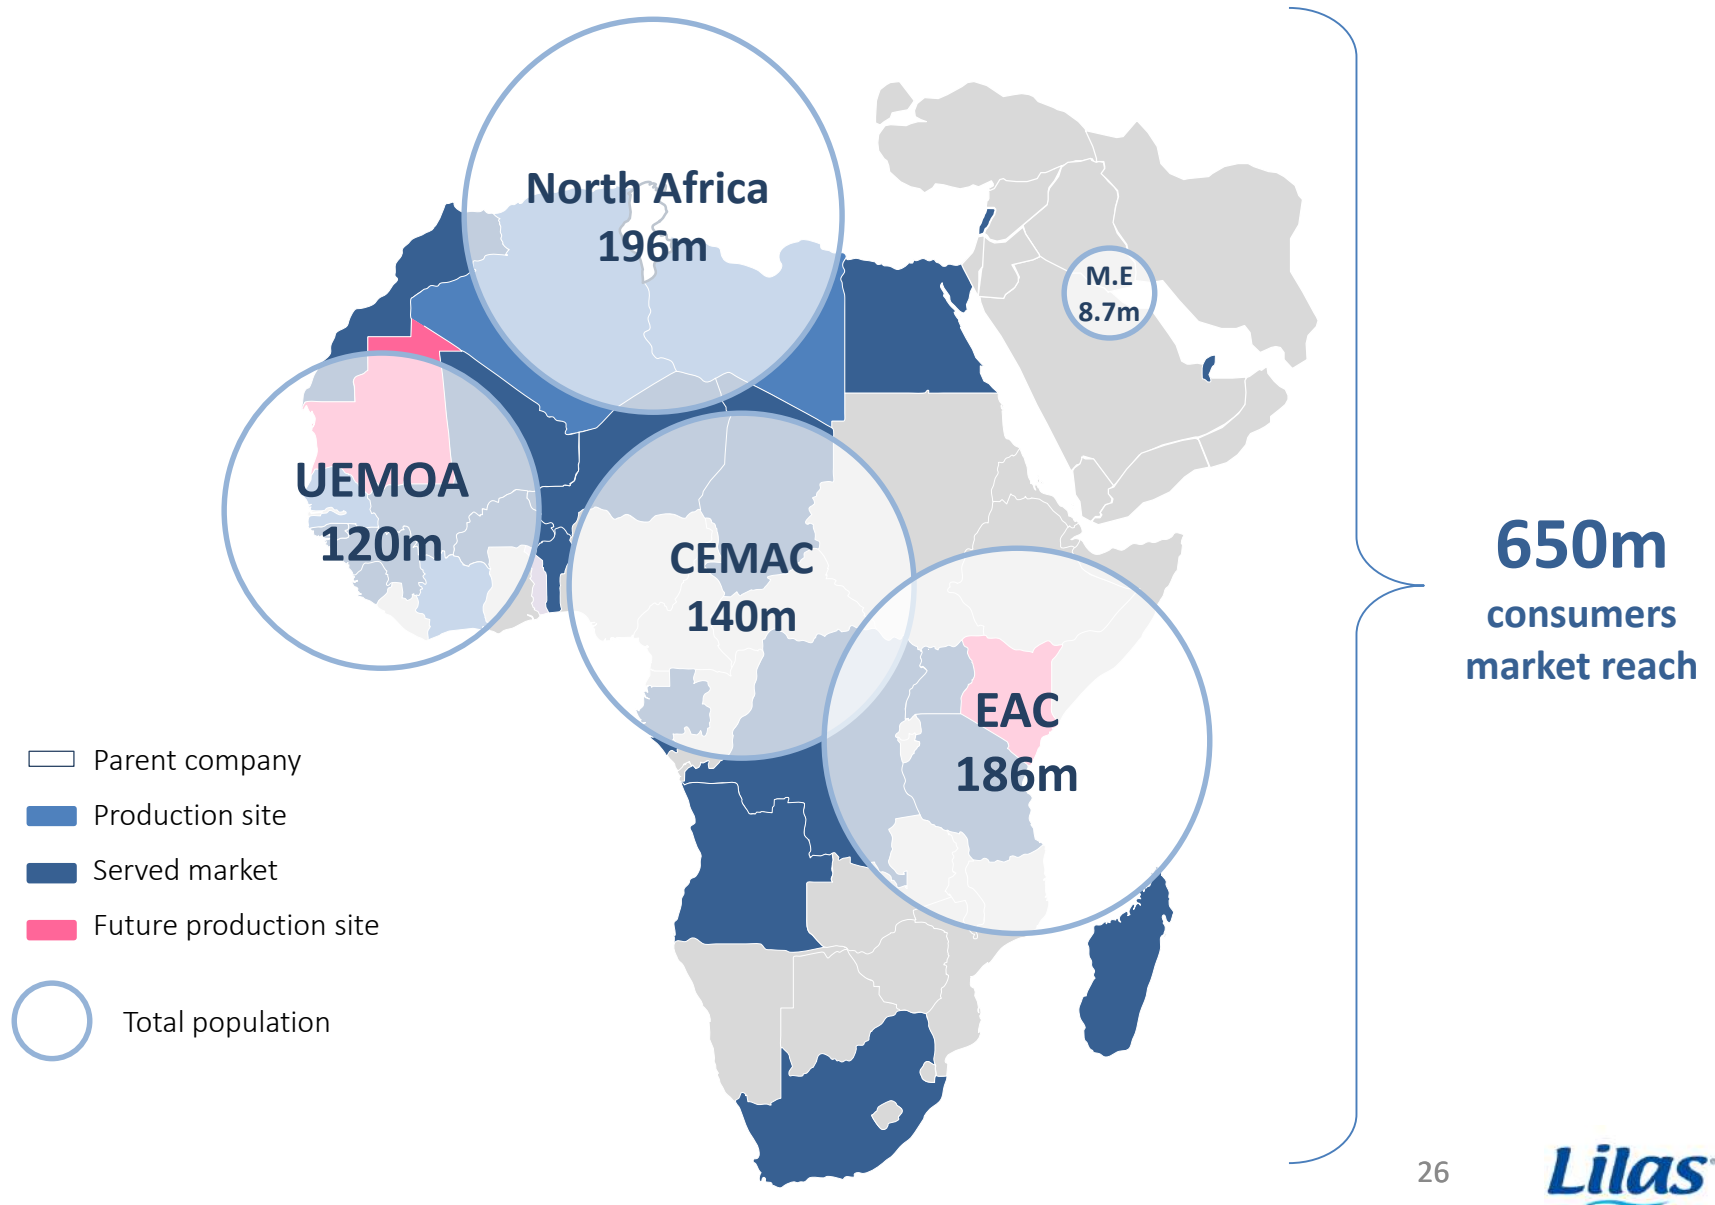 North Africa
196m
M.E
8.7m
UEMOA
120m
CEMAC
140m
EAC
186m
650m
consumers
market reach
Parent company
Production site
Served market
Future production site
Total population
26
Lilas